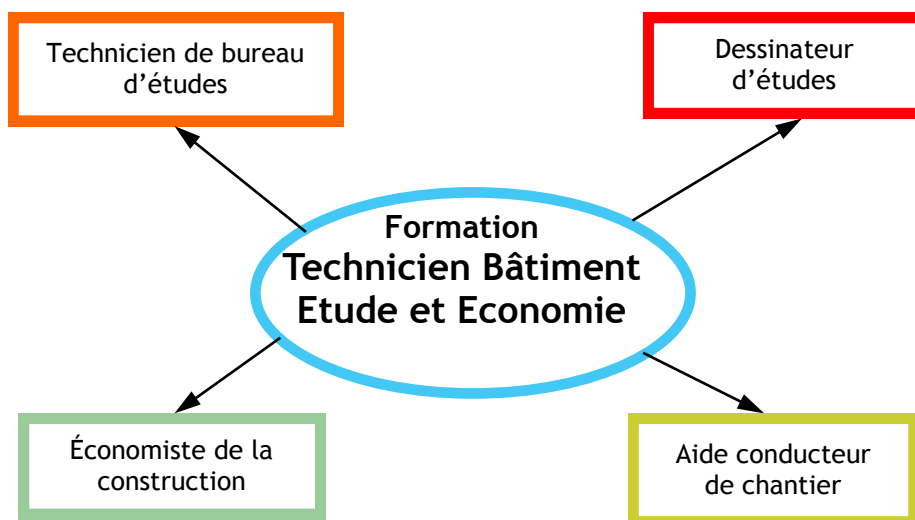 Technicien de bureau
d’études
Dessinateur
d’études
Formation
Technicien Bâtiment
Etude et Economie
Économiste de la
construction
Aide conducteur
de chantier